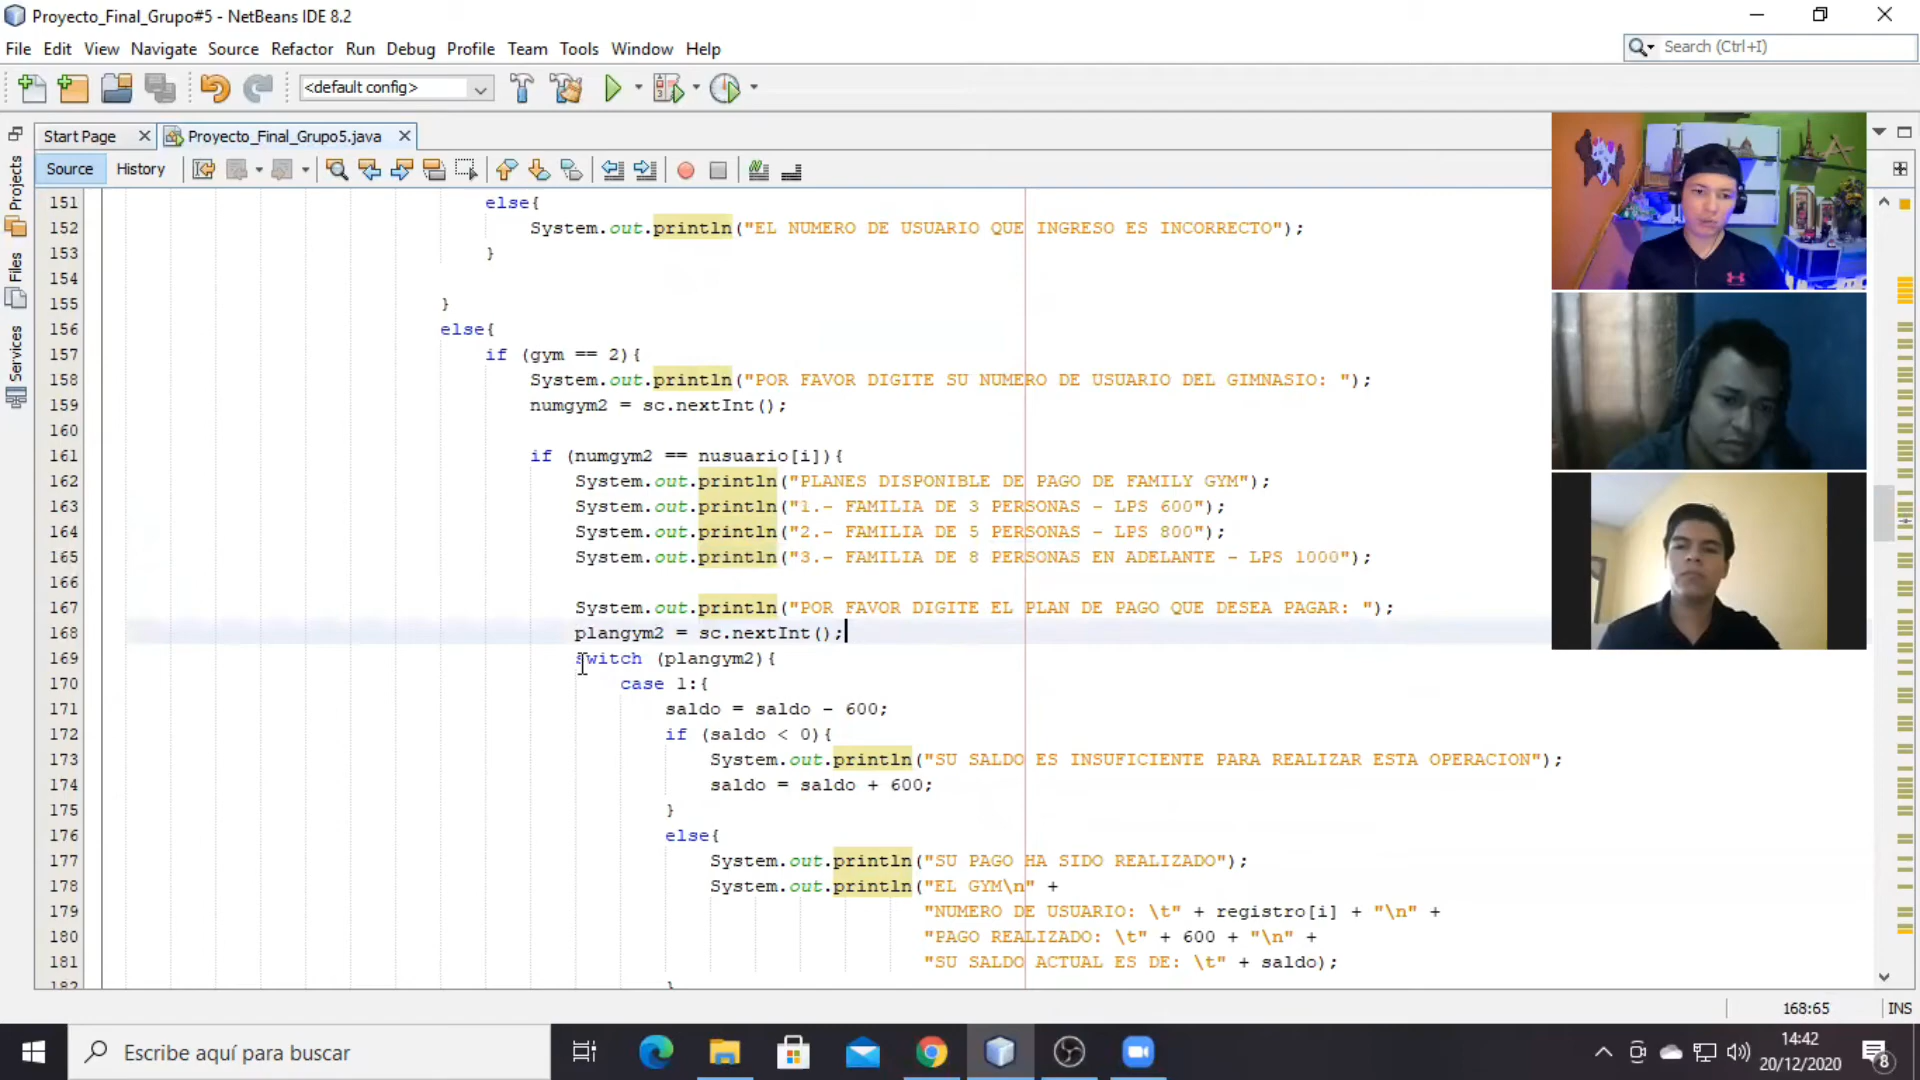 Proyecto_Final_Grupo#5 - NetBeans IDE 8.2
File Edit View Navigate Source Refactor Run Debug Profile Team Tools Window Help
Search (Ctrl+I)
<default config>
Start Page
Proyecto_Final_Grupo5.java
Source History
Projects
Files
Services
151 else{
152 System.out.println("EL NUMERO DE USUARIO QUE INGRESO ES INCORRECTO");
153 }
154
155 }
156 else{
157 if (gym == 2){
158 System.out.println("POR FAVOR DIGITE SU NUMERO DE USUARIO DEL GIMNASIO: ");
159 numgym2 = sc.nextInt();
160
161 if (numgym2 == nusuario[i]){
162 System.out.println("PLANES DISPONIBLE DE PAGO DE FAMILY GYM");
163 System.out.println("1.- FAMILIA DE 3 PERSONAS - LPS 600");
164 System.out.println("2.- FAMILIA DE 5 PERSONAS - LPS 800");
165 System.out.println("3.- FAMILIA DE 8 PERSONAS EN ADELANTE - LPS 1000");
166
167 System.out.println("POR FAVOR DIGITE EL PLAN DE PAGO QUE DESEA PAGAR: ");
168 plangym2 = sc.nextInt();
169 switch (plangym2){
170 case 1:{
171 saldo = saldo - 600;
172 if (saldo < 0){
173 System.out.println("SU SALDO ES INSUFICIENTE PARA REALIZAR ESTA OPERACION");
174 saldo = saldo + 600;
175 }
176 else{
177 System.out.println("SU PAGO HA SIDO REALIZADO");
178 System.out.println("EL GYM\n" +
179 "NUMERO DE USUARIO: \t" + registro[i] + "\n" +
180 "PAGO REALIZADO: \t" + 600 + "\n" +
181 "SU SALDO ACTUAL ES DE: \t" + saldo);
182 }
168:65 INS
Escribe aquí para buscar
14:42
20/12/2020
8